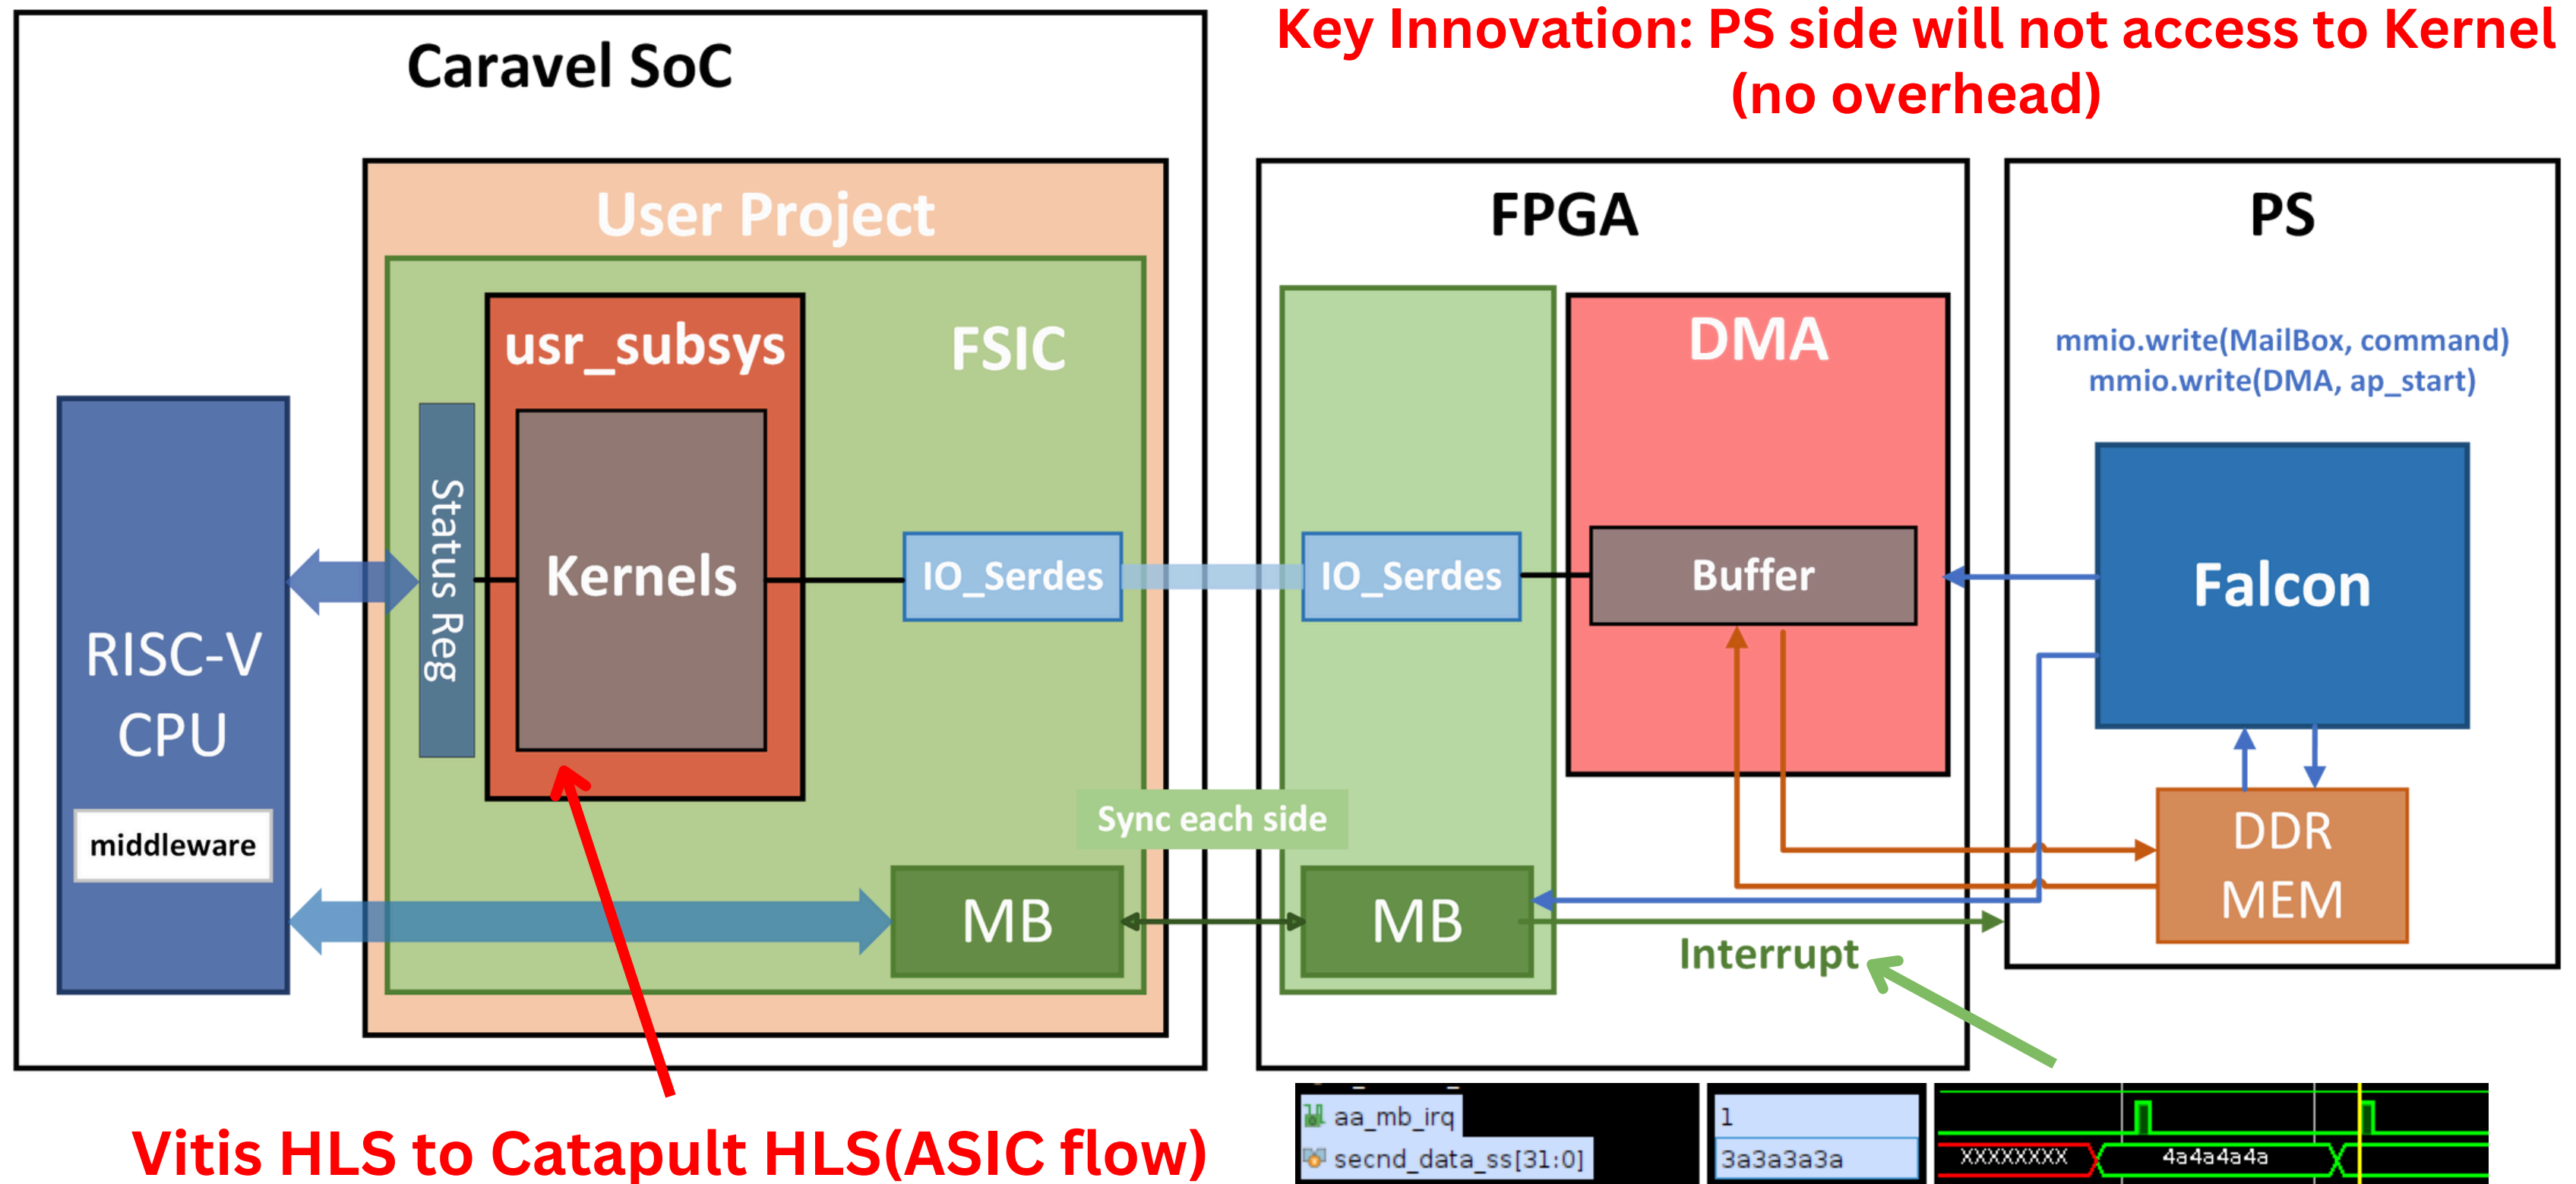 Key Innovation: PS side will not access to Kernel
(no overhead)
Caravel SoC
User Project
FSIC
usr_subsys
Kernels
Status Reg
RISC-V
CPU
middleware
IO_Serdes
MB
Sync each side
FPGA
IO_Serdes
MB
DMA
Buffer
Interrupt
PS
mmio.write(MailBox, command)
mmio.write(DMA, ap_start)
Falcon
DDR
MEM
Vitis HLS to Catapult HLS(ASIC flow)
aa_mb_irq
1
secnd_data_ss[31:0]
3a3a3a3a
XXXXXXXX
4a4a4a4a